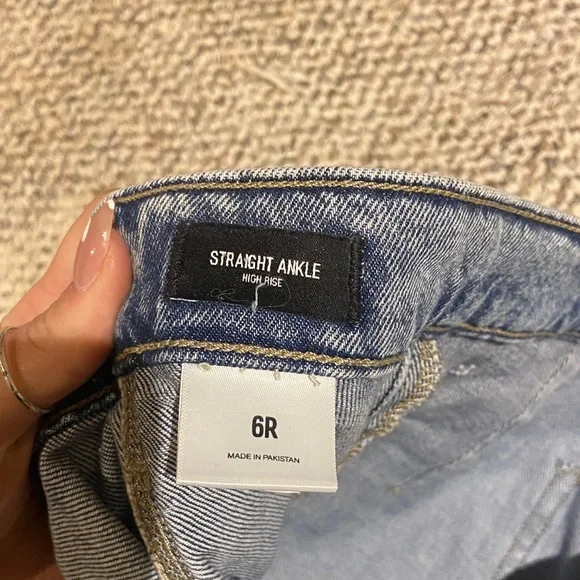 STRAIGHT ANKLE
HIGH RISE
6R
MADE IN PAKISTAN